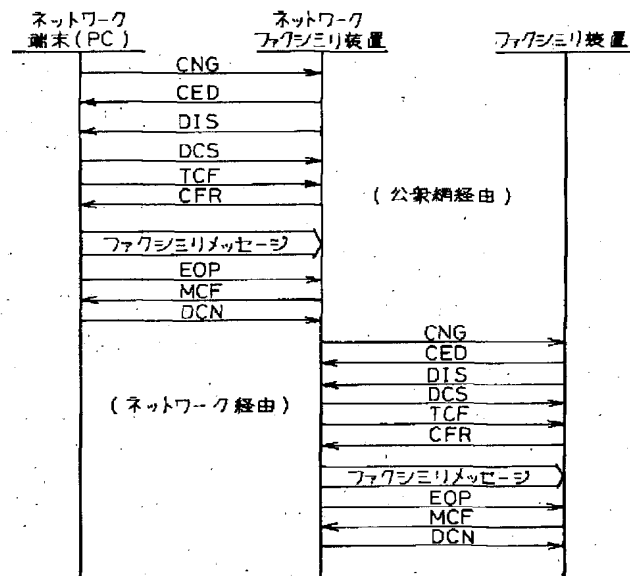 ネットワーク
端末(PC)
ネットワーク
ファクシミリ装置
ファクシミリ装置
CNG
CED
DIS
DCS
TCF
CFR
(公衆網経由)
ファクシミリメッセージ
EOP
MCF
DCN
CNG
CED
DIS
(ネットワーク経由)
DCS
TCF
CFR
ファクシミリメッセージ
EOP
MCF
DCN